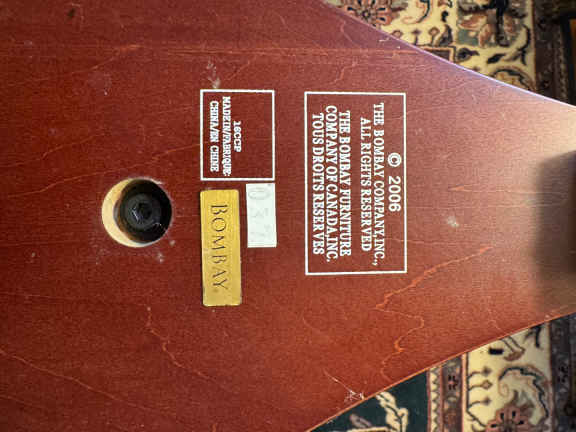 © 2006
THE BOMBAY COMPANY,INC.,
ALL RIGHTS RESERVED
THE BOMBAY FURNITURE
COMPANY OF CANADA,INC.
TOUS DROITS RESERVES
16CCP
MADE IN/FABRIQUE:
CHINA/EN CHINE
037
BOMBAY®